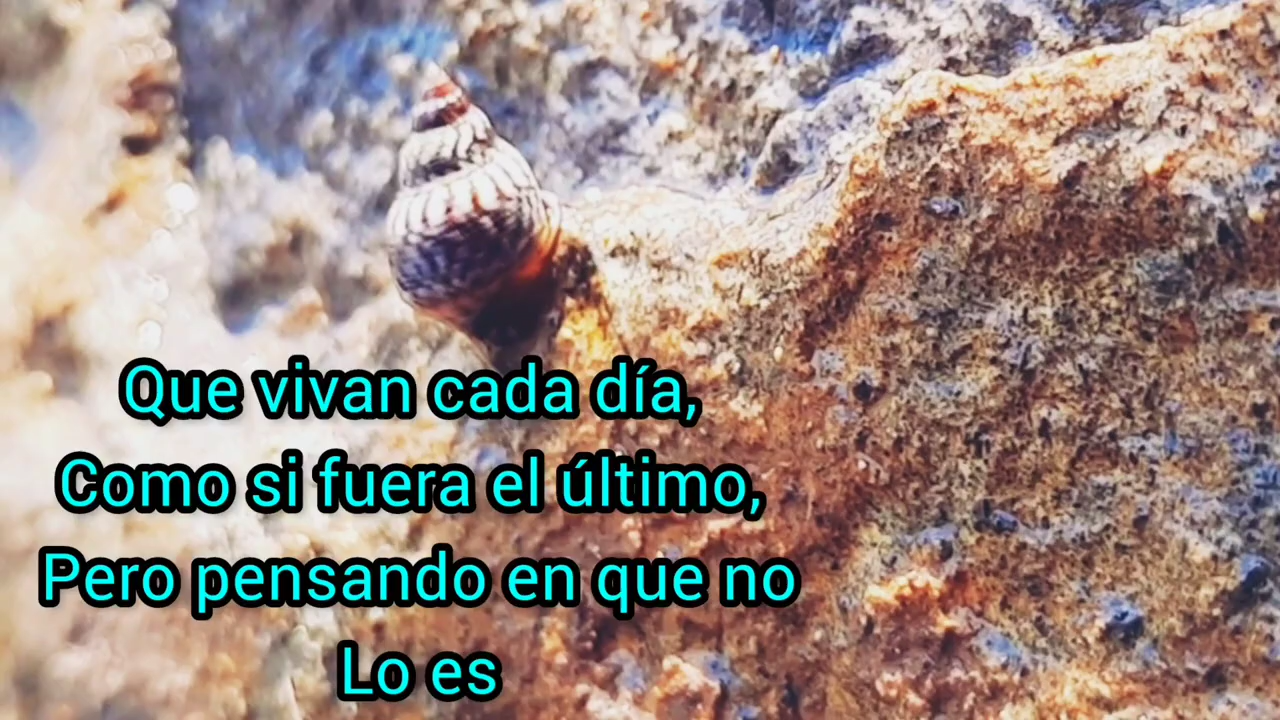 Que vivan cada día,
Como si fuera el último,
Pero pensando en que no
Lo es